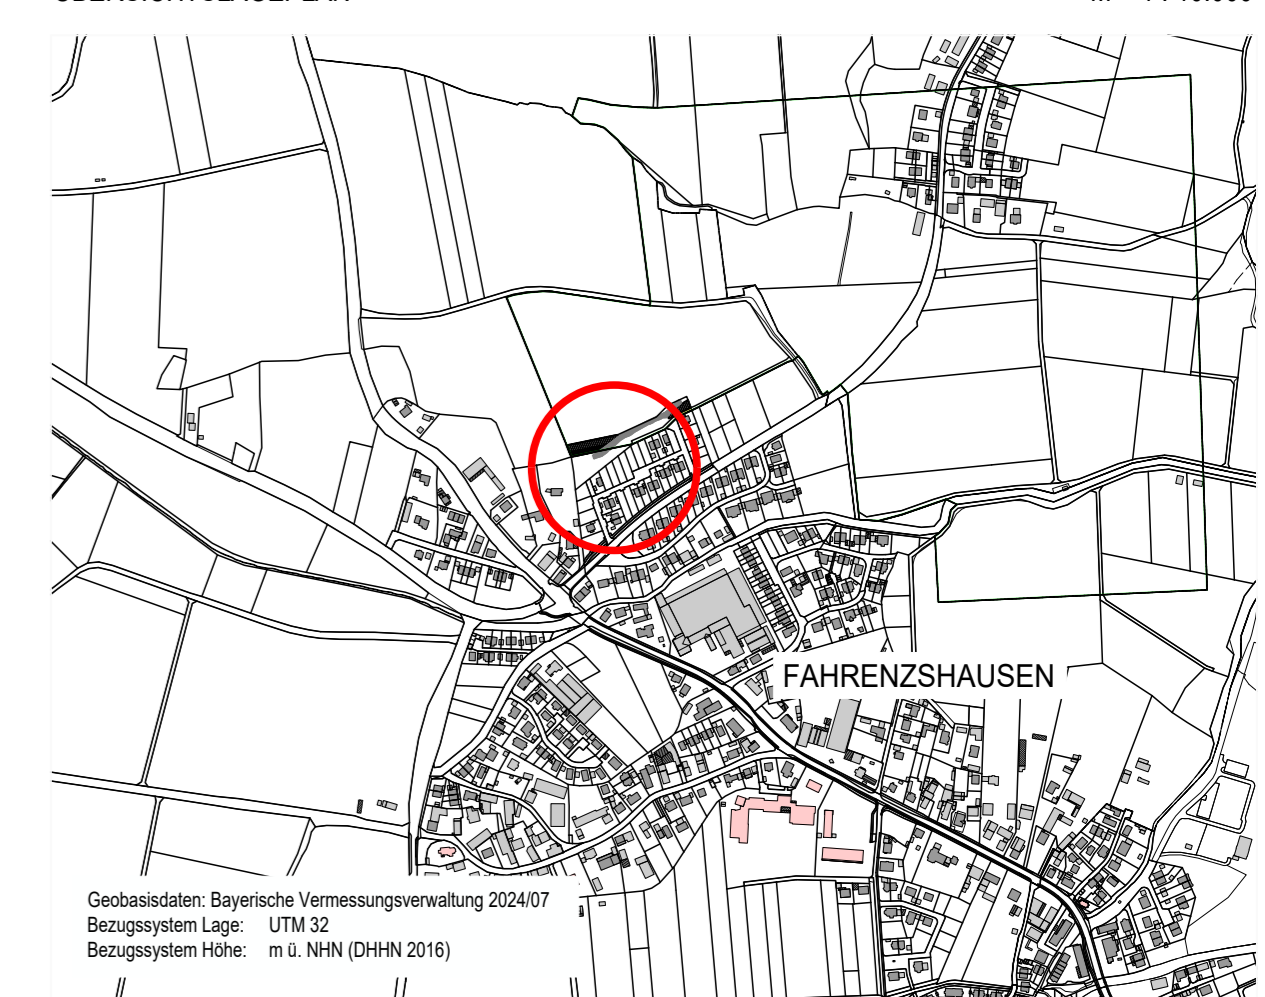 FAHRENZSHAUSEN
Geobasisdaten: Bayerische Vermessungsverwaltung 2024/07
Bezugssystem Lage: UTM 32
Bezugssystem Höhe: m ü. NHN (DHHN 2016)